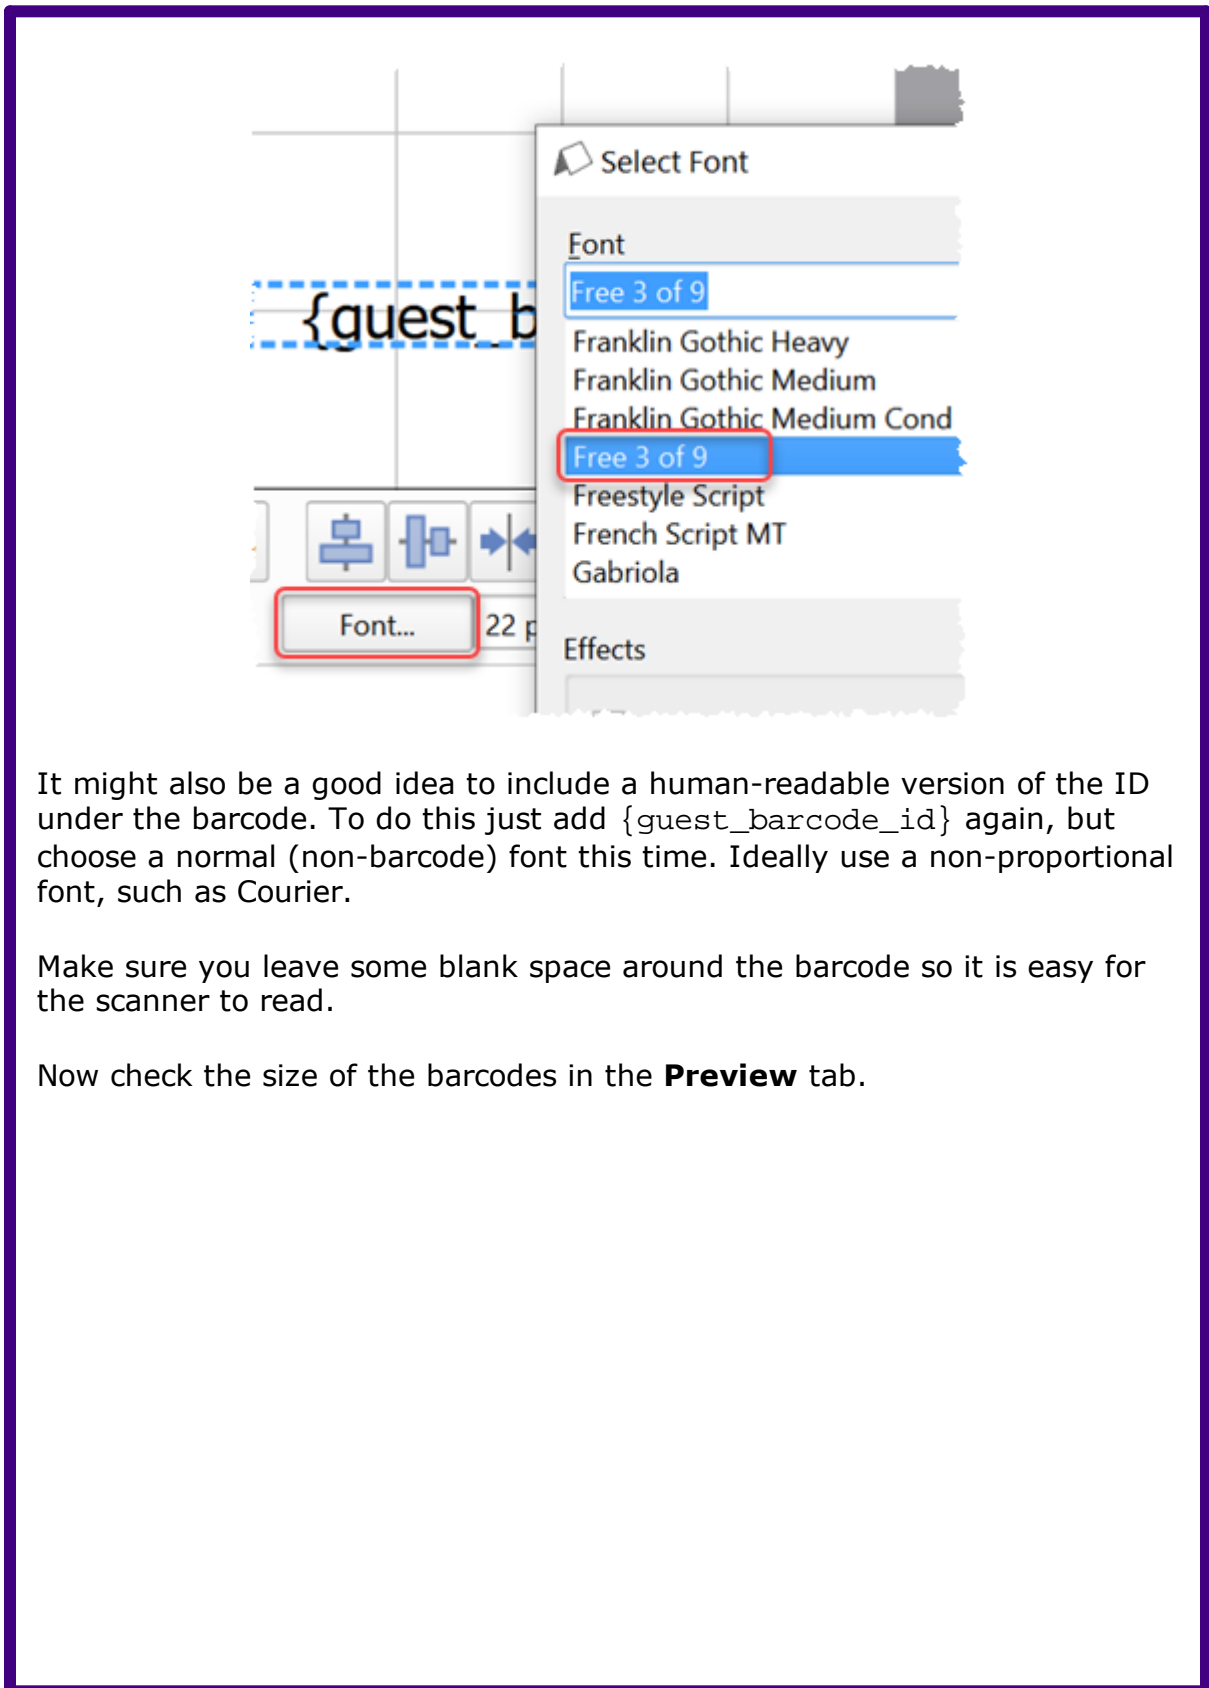 Select Font
Font
Free 3 of 9
{guest_b
Franklin Gothic Heavy
Franklin Gothic Medium
Franklin Gothic Medium Cond
Free 3 of 9
Freestyle Script
French Script MT
Gabriola
Font...
22 p
Effects
It might also be a good idea to include a human-readable version of the ID
under the barcode. To do this just add {guest_barcode_id} again, but
choose a normal (non-barcode) font this time. Ideally use a non-proportional
font, such as Courier.
Make sure you leave some blank space around the barcode so it is easy for
the scanner to read.
Now check the size of the barcodes in the Preview tab.